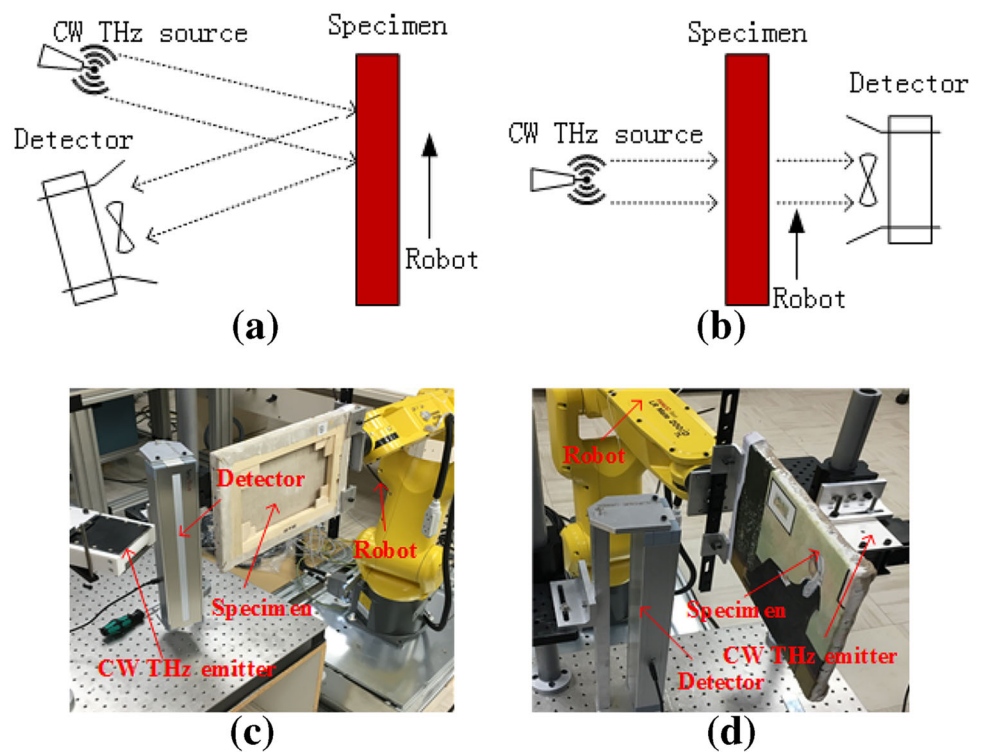 CW THz source
Specimen
Detector
Robot
(a)
Specimen
Detector
CW THz source
Robot
(b)
Detector
Robot
Specimen
CW THz emitter
(c)
Robot
Specimen
CW THz emitter
Detector
(d)